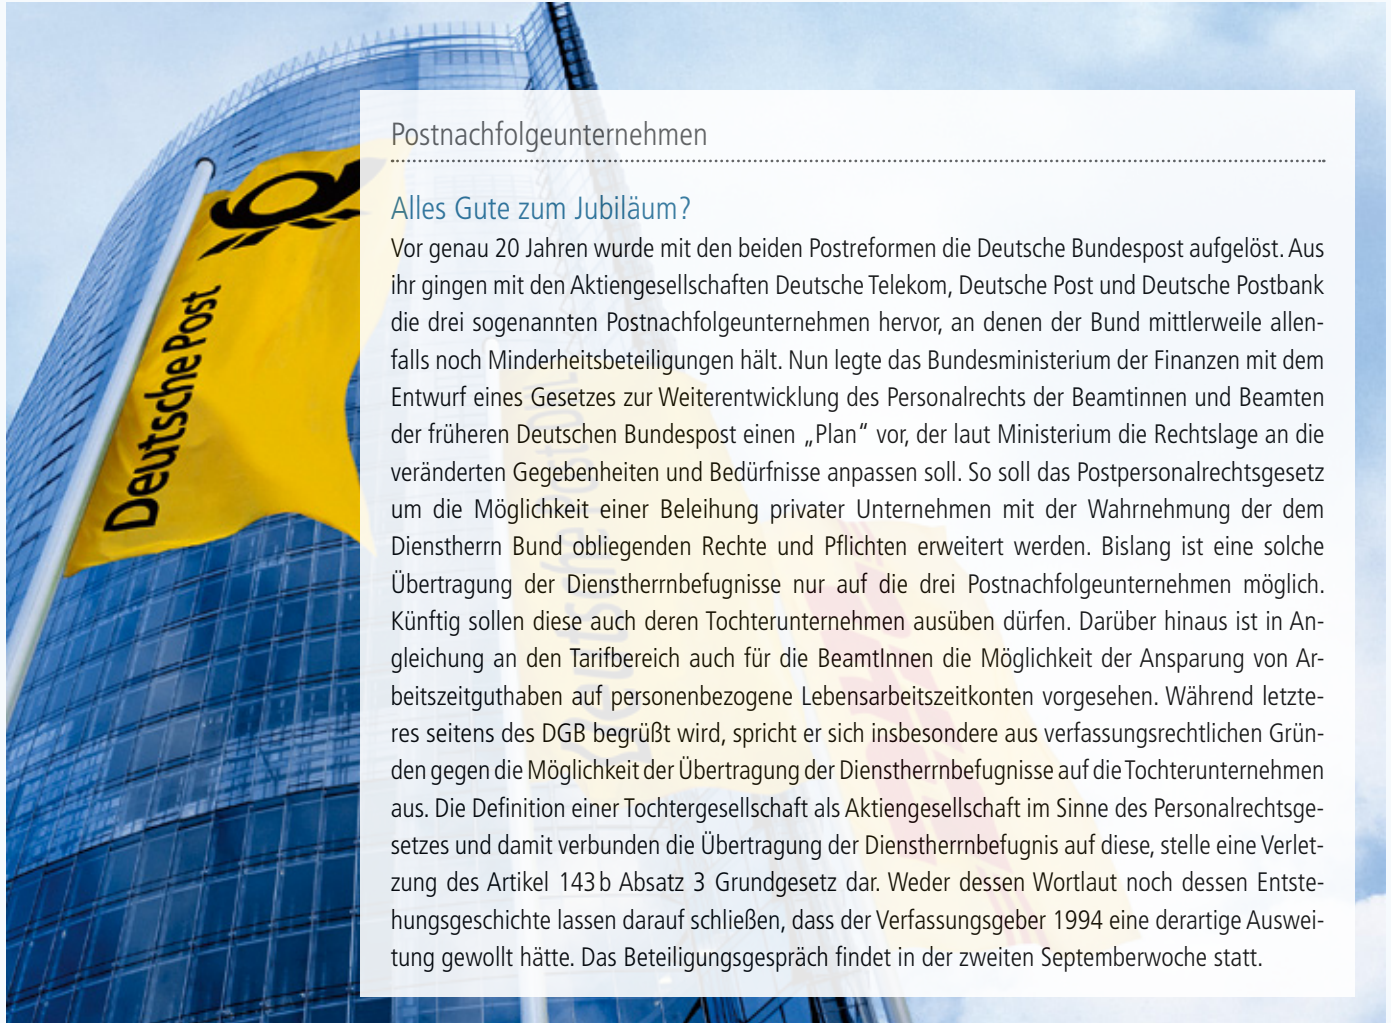 Postnachfolgeunternehmen
Alles Gute zum Jubiläum?
Vor genau 20 Jahren wurde mit den beiden Postreformen die Deutsche Bundespost aufgelöst. Aus
ihr gingen mit den Aktiengesellschaften Deutsche Telekom, Deutsche Post und Deutsche Postbank
die drei sogenannten Postnachfolgeunternehmen hervor, an denen der Bund mittlerweile allen-
falls noch Minderheitsbeteiligungen hält. Nun legte das Bundesministerium der Finanzen mit dem
Entwurf eines Gesetzes zur Weiterentwicklung des Personalrechts der Beamtinnen und Beamten
der früheren Deutschen Bundespost einen „Plan“ vor, der laut Ministerium die Rechtslage an die
veränderten Gegebenheiten und Bedürfnisse anpassen soll. So soll das Postpersonalrechtsgesetz
um die Möglichkeit einer Beleihung privater Unternehmen mit der Wahrnehmung der dem
Dienstherrn Bund obliegenden Rechte und Pflichten erweitert werden. Bislang ist eine solche
Übertragung der Dienstherrnbefugnisse nur auf die drei Postnachfolgeunternehmen möglich.
Künftig sollen diese auch deren Tochterunternehmen ausüben dürfen. Darüber hinaus ist in An-
gleichung an den Tarifbereich auch für die BeamtInnen die Möglichkeit der Ansparung von Ar-
beitszeitguthaben auf personenbezogene Lebensarbeitszeitkonten vorgesehen. Während letzte-
res seitens des DGB begrüßt wird, spricht er sich insbesondere aus verfassungsrechtlichen Grün-
den gegen die Möglichkeit der Übertragung der Dienstherrnbefugnisse auf die Tochterunternehmen
aus. Die Definition einer Tochtergesellschaft als Aktiengesellschaft im Sinne des Personalrechtsge-
setzes und damit verbunden die Übertragung der Dienstherrnbefugnis auf diese, stelle eine Verlet-
zung des Artikel 143 b Absatz 3 Grundgesetz dar. Weder dessen Wortlaut noch dessen Entste-
hungsgeschichte lassen darauf schließen, dass der Verfassungsgeber 1994 eine derartige Auswei-
tung gewollt hätte. Das Beteiligungsgespräch findet in der zweiten Septemberwoche statt.
Deutsche Post
Deutsche Post
DHL